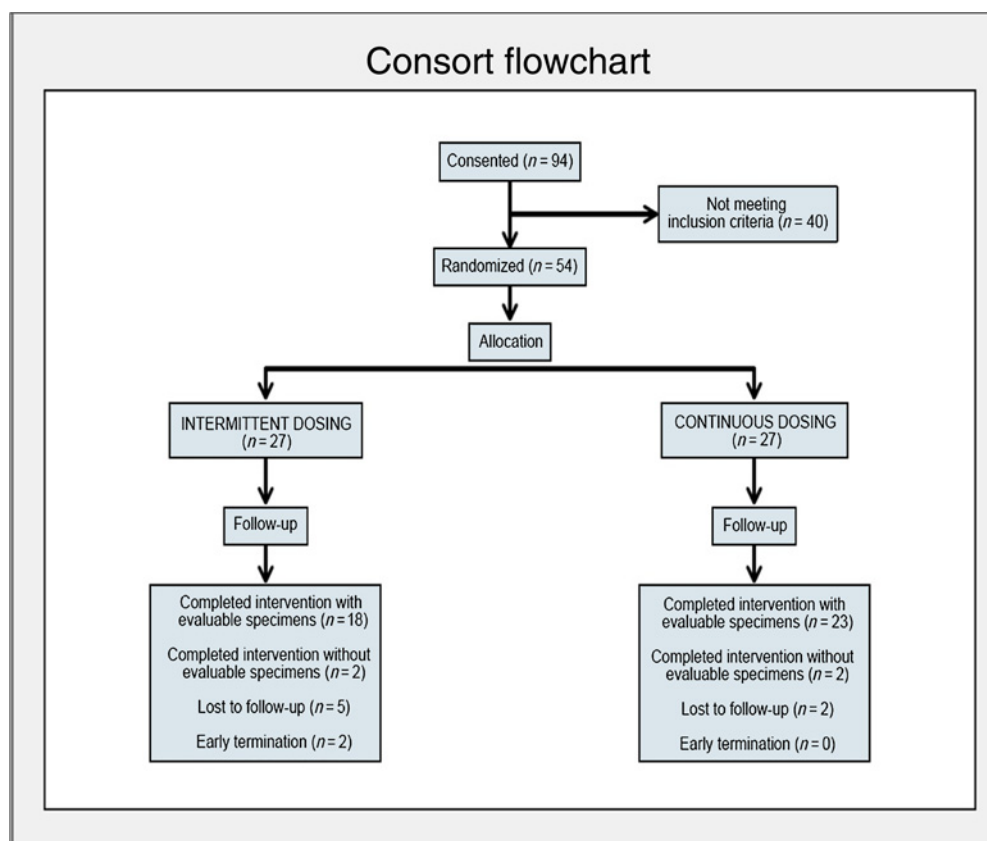 Consort flowchart
Consented (n = 94)
Not meeting
inclusion criteria (n = 40)
Randomized (n = 54)
Allocation
INTERMITTENT DOSING
(n = 27)
CONTINUOUS DOSING
(n = 27)
Follow-up
Follow-up
Completed intervention with
evaluable specimens (n = 18)
Completed intervention without
evaluable specimens (n = 2)
Lost to follow-up (n = 5)
Early termination (n = 2)
Completed intervention with
evaluable specimens (n = 23)
Completed intervention without
evaluable specimens (n = 2)
Lost to follow-up (n = 2)
Early termination (n = 0)